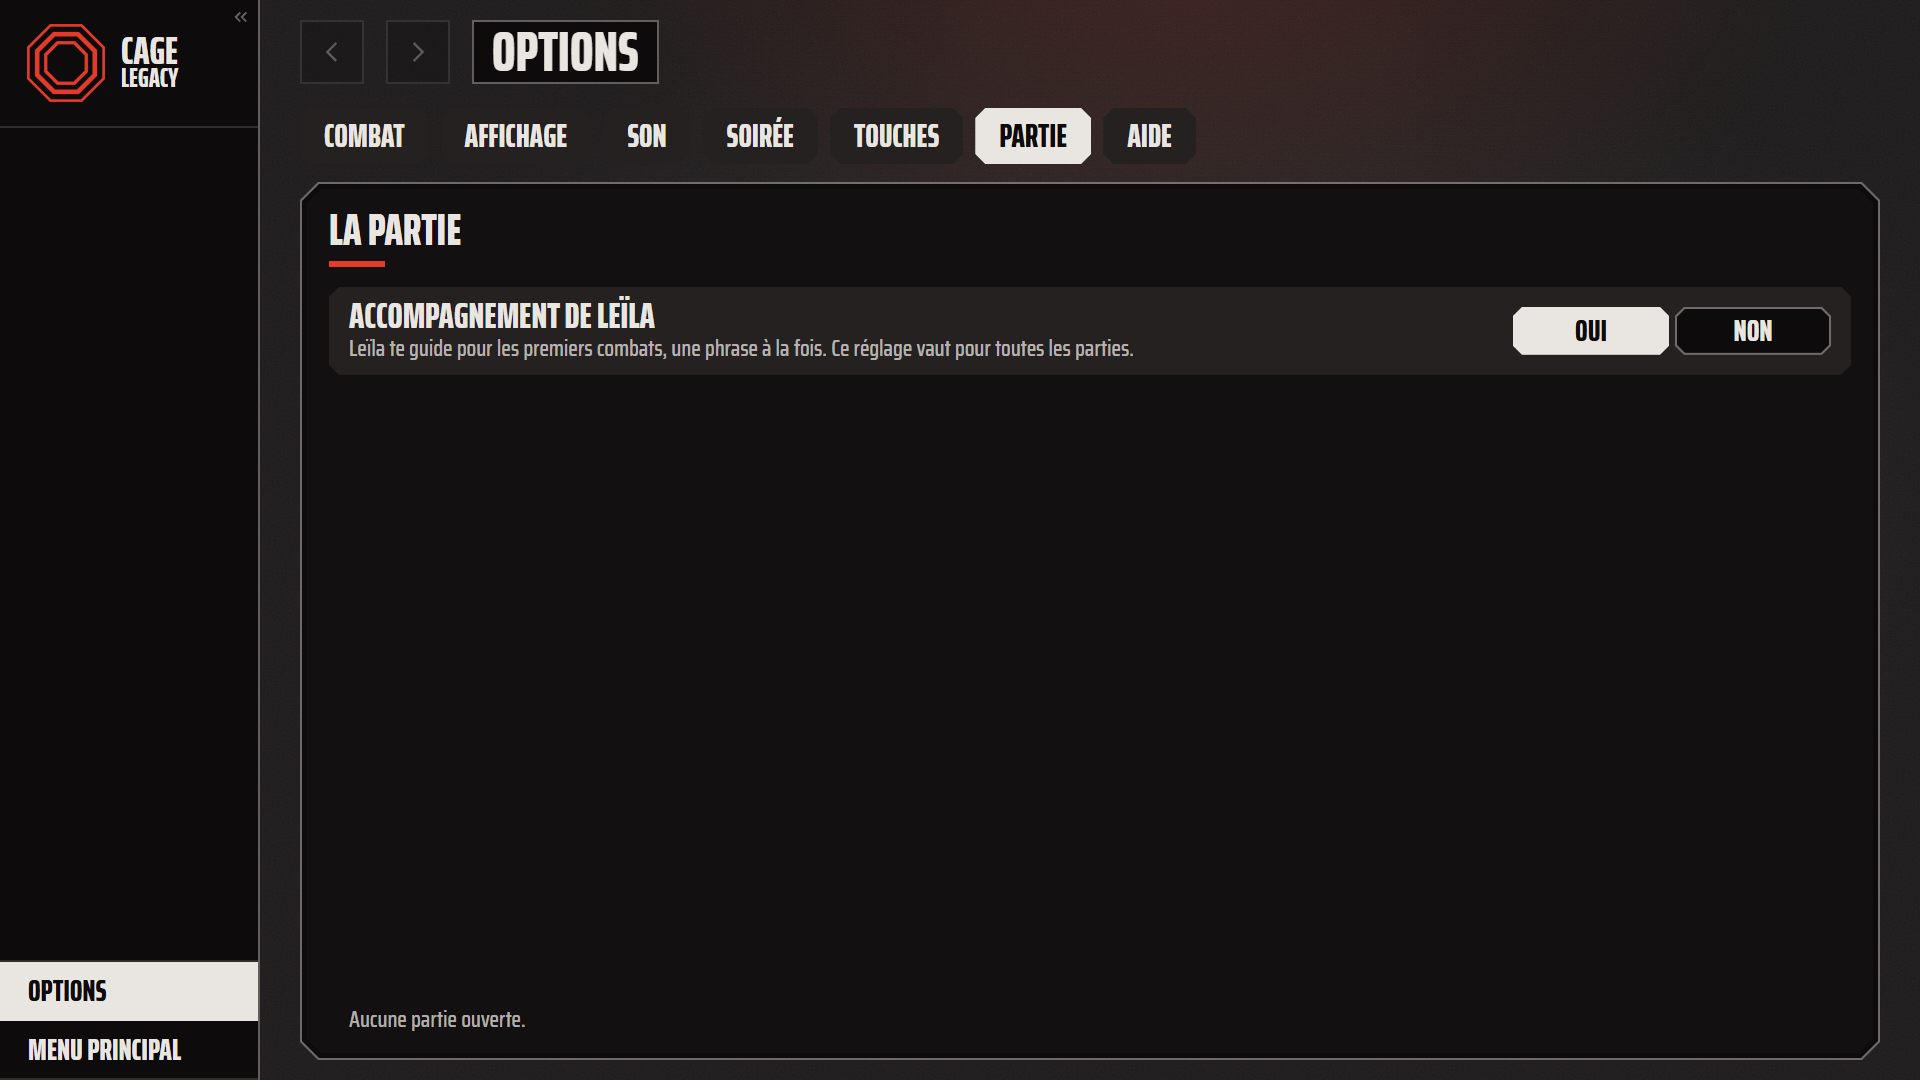 CAGE
LEGACY
OPTIONS
COMBAT
AFFICHAGE
SON
SOIRÉE
TOUCHES
PARTIE
AIDE
LA PARTIE
ACCOMPAGNEMENT DE LEÏLA
Leïla te guide pour les premiers combats, une phrase à la fois. Ce réglage vaut pour toutes les parties.
OUI
NON
Aucune partie ouverte.
OPTIONS
MENU PRINCIPAL